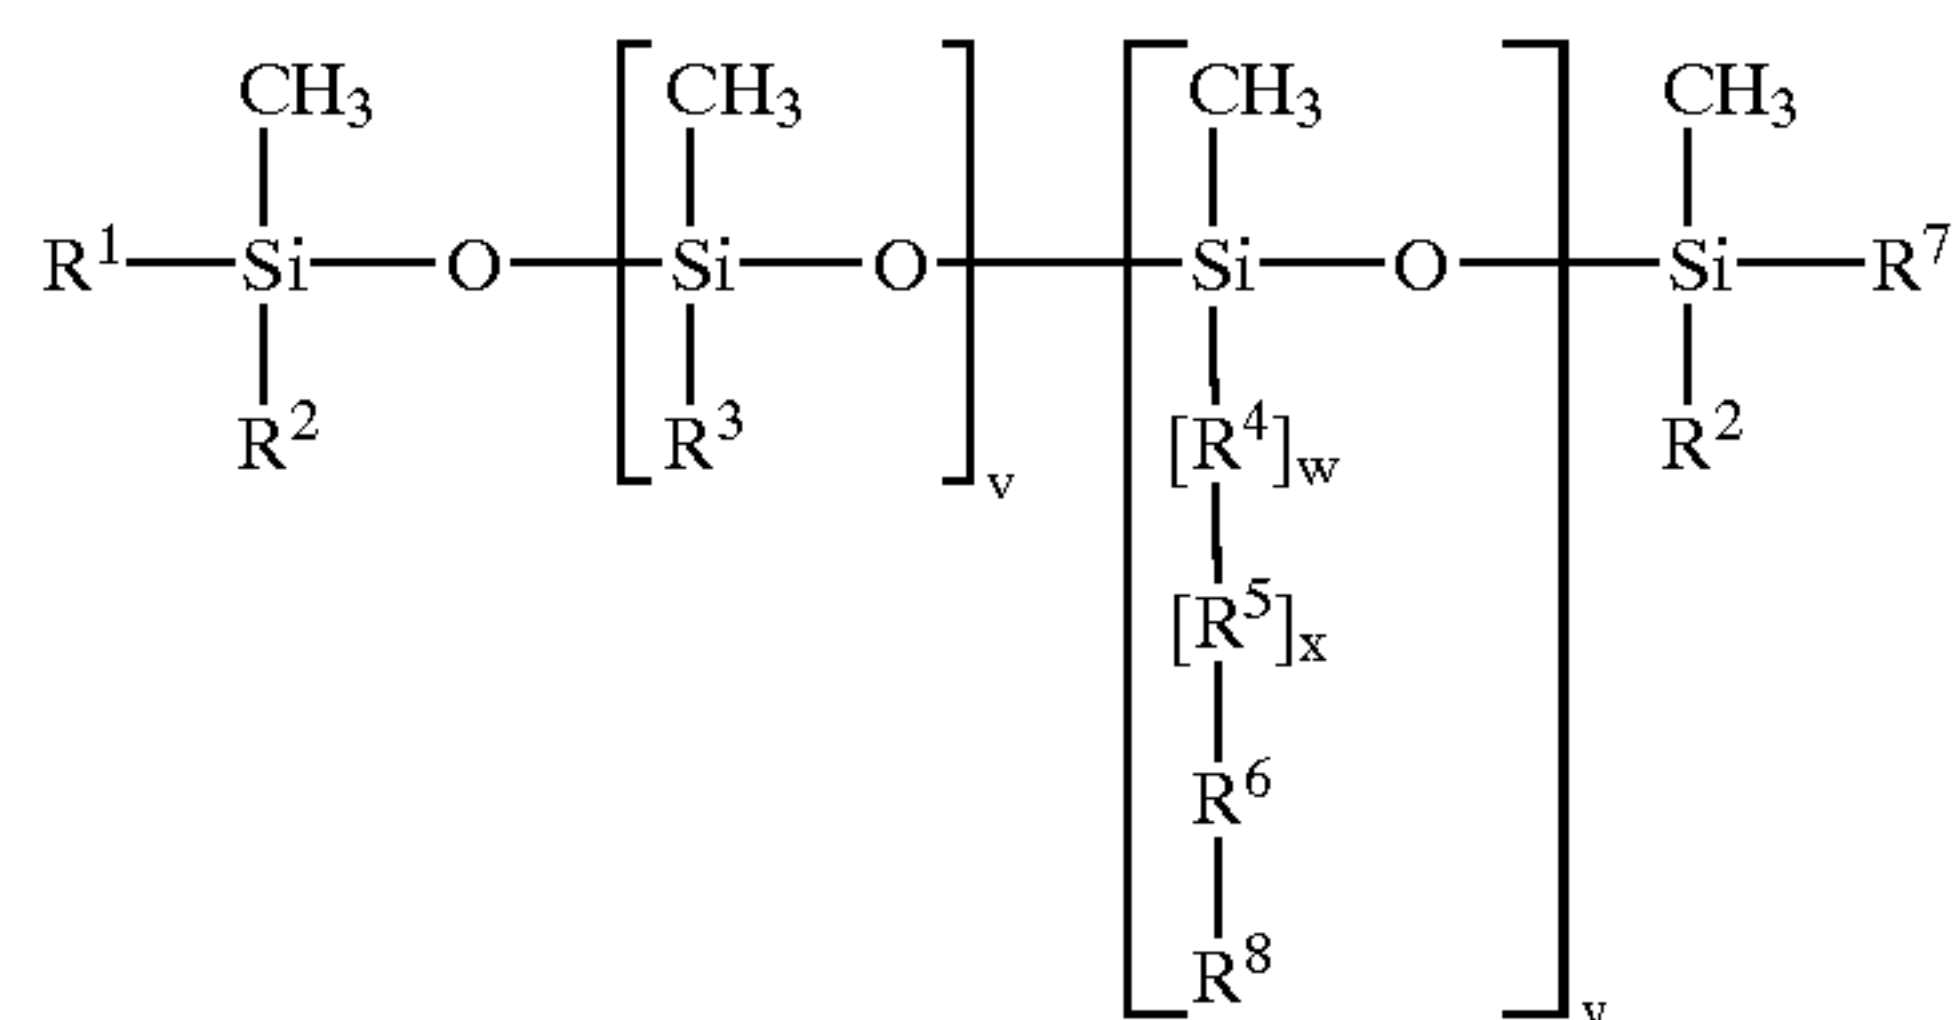 CH₃ CH₃ CH₃ CH₃
R¹—Si—O—[Si—O]ᵥ—[Si—O]—Si—R⁷
R² R³ [R⁴]w R²
[R⁵]ₓ
R⁶
R⁸